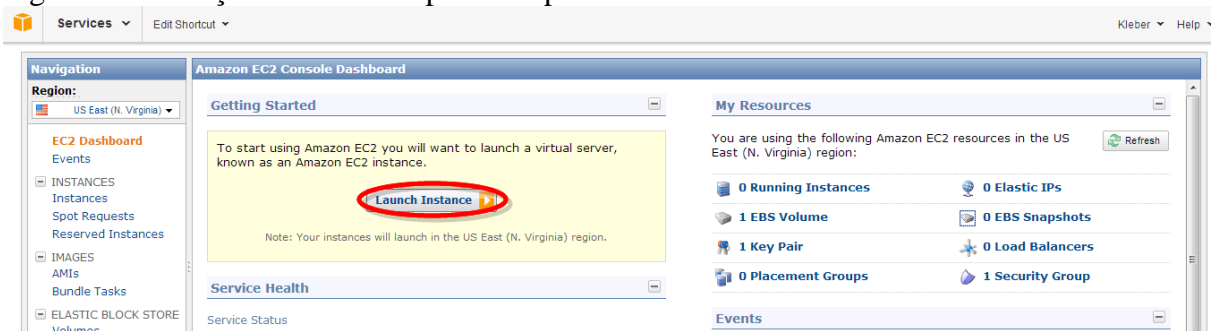 Services Edit Shortcut Kleber Help
Navigation
Region:
US East (N. Virginia)
EC2 Dashboard
Events
INSTANCES
Instances
Spot Requests
Reserved Instances
IMAGES
AMIs
Bundle Tasks
ELASTIC BLOCK STORE
Volumes
Amazon EC2 Console Dashboard
Getting Started
To start using Amazon EC2 you will want to launch a virtual server,
known as an Amazon EC2 instance.
Launch Instance
Note: Your instances will launch in the US East (N. Virginia) region.
Service Health
Service Status
My Resources
You are using the following Amazon EC2 resources in the US
East (N. Virginia) region:
Refresh
0 Running Instances
0 Elastic IPs
1 EBS Volume
0 EBS Snapshots
1 Key Pair
0 Load Balancers
0 Placement Groups
1 Security Group
Events